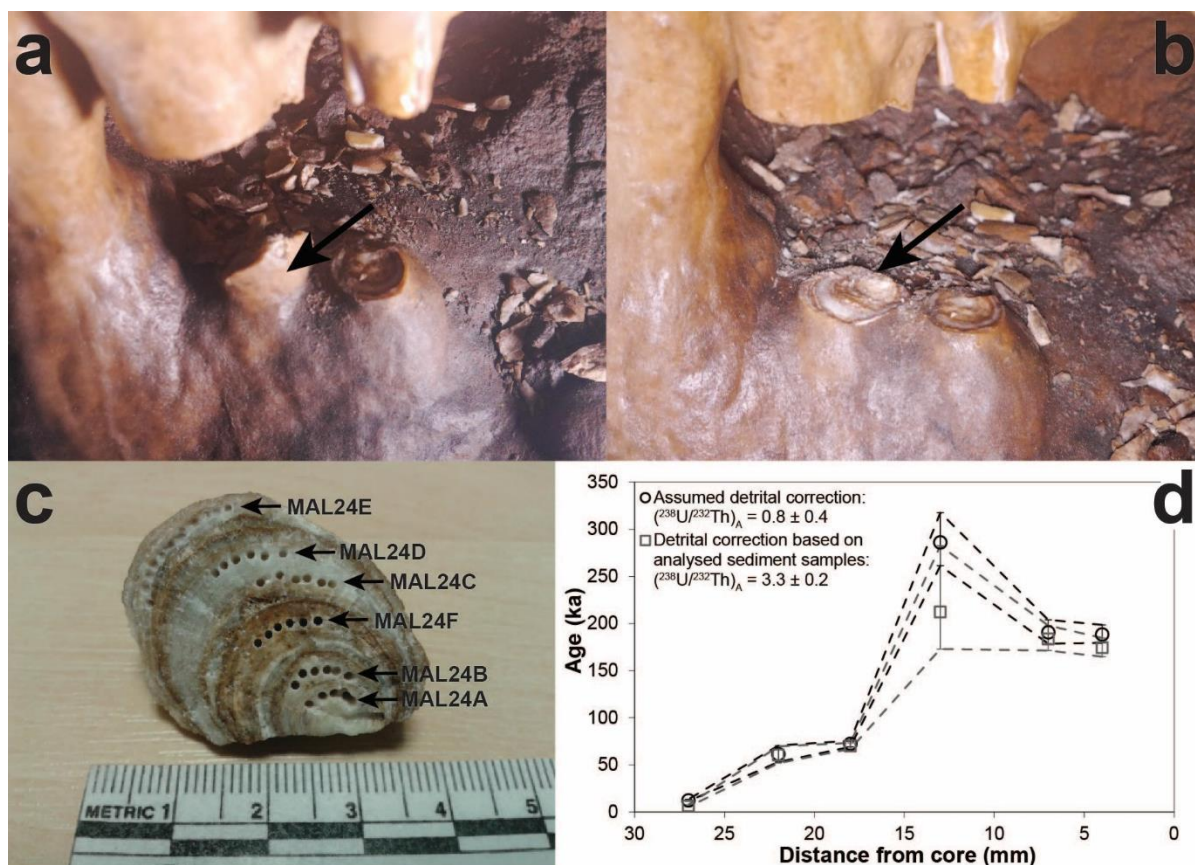 a
b
c
MAL24E
MAL24D
MAL24C
MAL24F
MAL24B
MAL24A
METRIC 1 2 3 4 5
d
350
300
250
200
150
100
50
0
Age (ka)
Assumed detrital correction:
(²³⁸U/²³²Th)A = 0.8 ± 0.4
Detrital correction based on
analysed sediment samples:
(²³⁸U/²³²Th)A = 3.3 ± 0.2
30 25 20 15 10 5 0
Distance from core (mm)